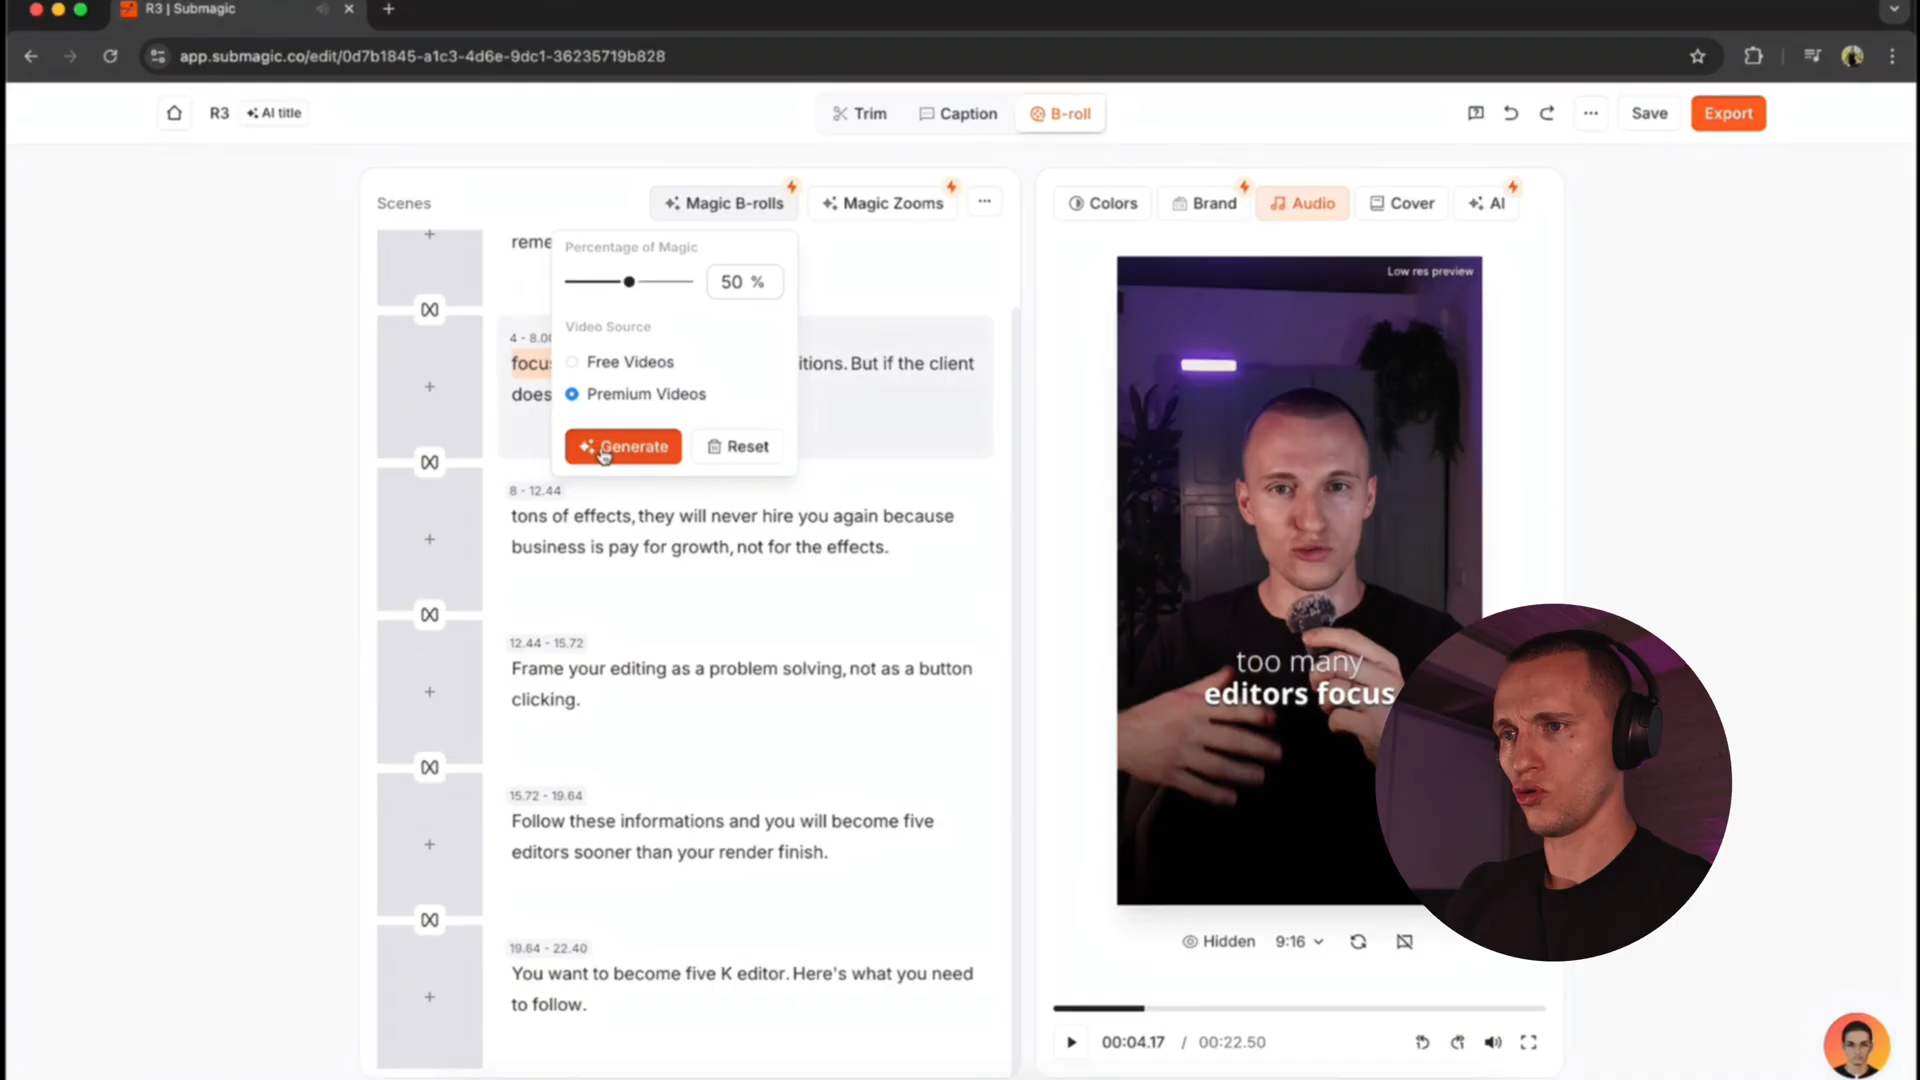 R3 | Submagic
app.submagic.co/edit/0d7b1845-a1c3-4d6e-9dc1-36235719b828
R3 AI title
Trim Caption B-roll
Save Export
Scenes Magic B-rolls Magic Zooms
reme
Percentage of Magic
50 %
Video Source
Free Videos
Premium Videos
Generate Reset
4 - 8.00
focus itions. But if the client
does
8 - 12.44
tons of effects, they will never hire you again because
business is pay for growth, not for the effects.
12.44 - 15.72
Frame your editing as a problem solving, not as a button
clicking.
15.72 - 19.64
Follow these informations and you will become five
editors sooner than your render finish.
19.64 - 22.40
You want to become five K editor. Here's what you need
to follow.
Colors Brand Audio Cover AI
Low res preview
too many
editors focus
Hidden 9:16
00:04.17 / 00:22.50